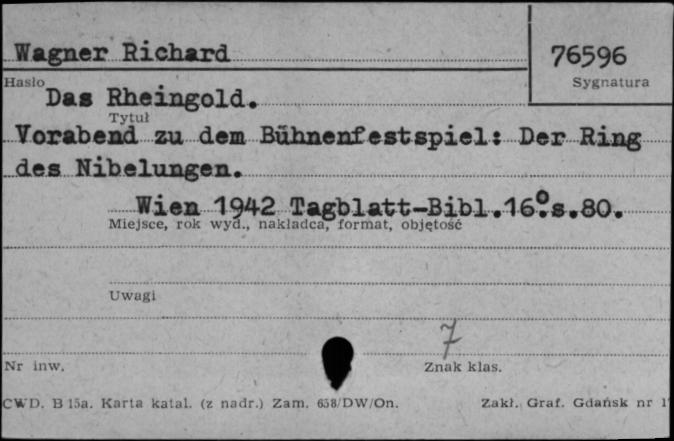 Wagner Richard
76596
Hasło
Sygnatura
Das Rheingold.
Tytuł
Vorabend zu dem Bühnenfestspiel: Der Ring
des Nibelungen.
Wien 1942 Tagblatt-Bibl.16°.s.80.
Miejsce, rok wyd., nakładca, format, objętość
Uwagi
7
Nr inw.
Znak klas.
CWD. B 15a. Karta katal. (z nadr.) Zam. 658/DW/On.
Zakł. Graf. Gdańsk nr